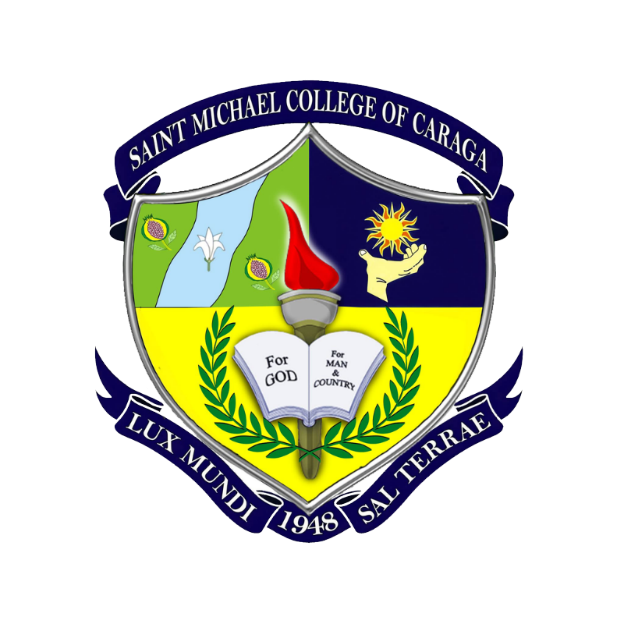 SAINT MICHAEL COLLEGE OF CARAGA
For
GOD
For
MAN
&
COUNTRY
LUX MUNDI
1948
SAL TERRAE